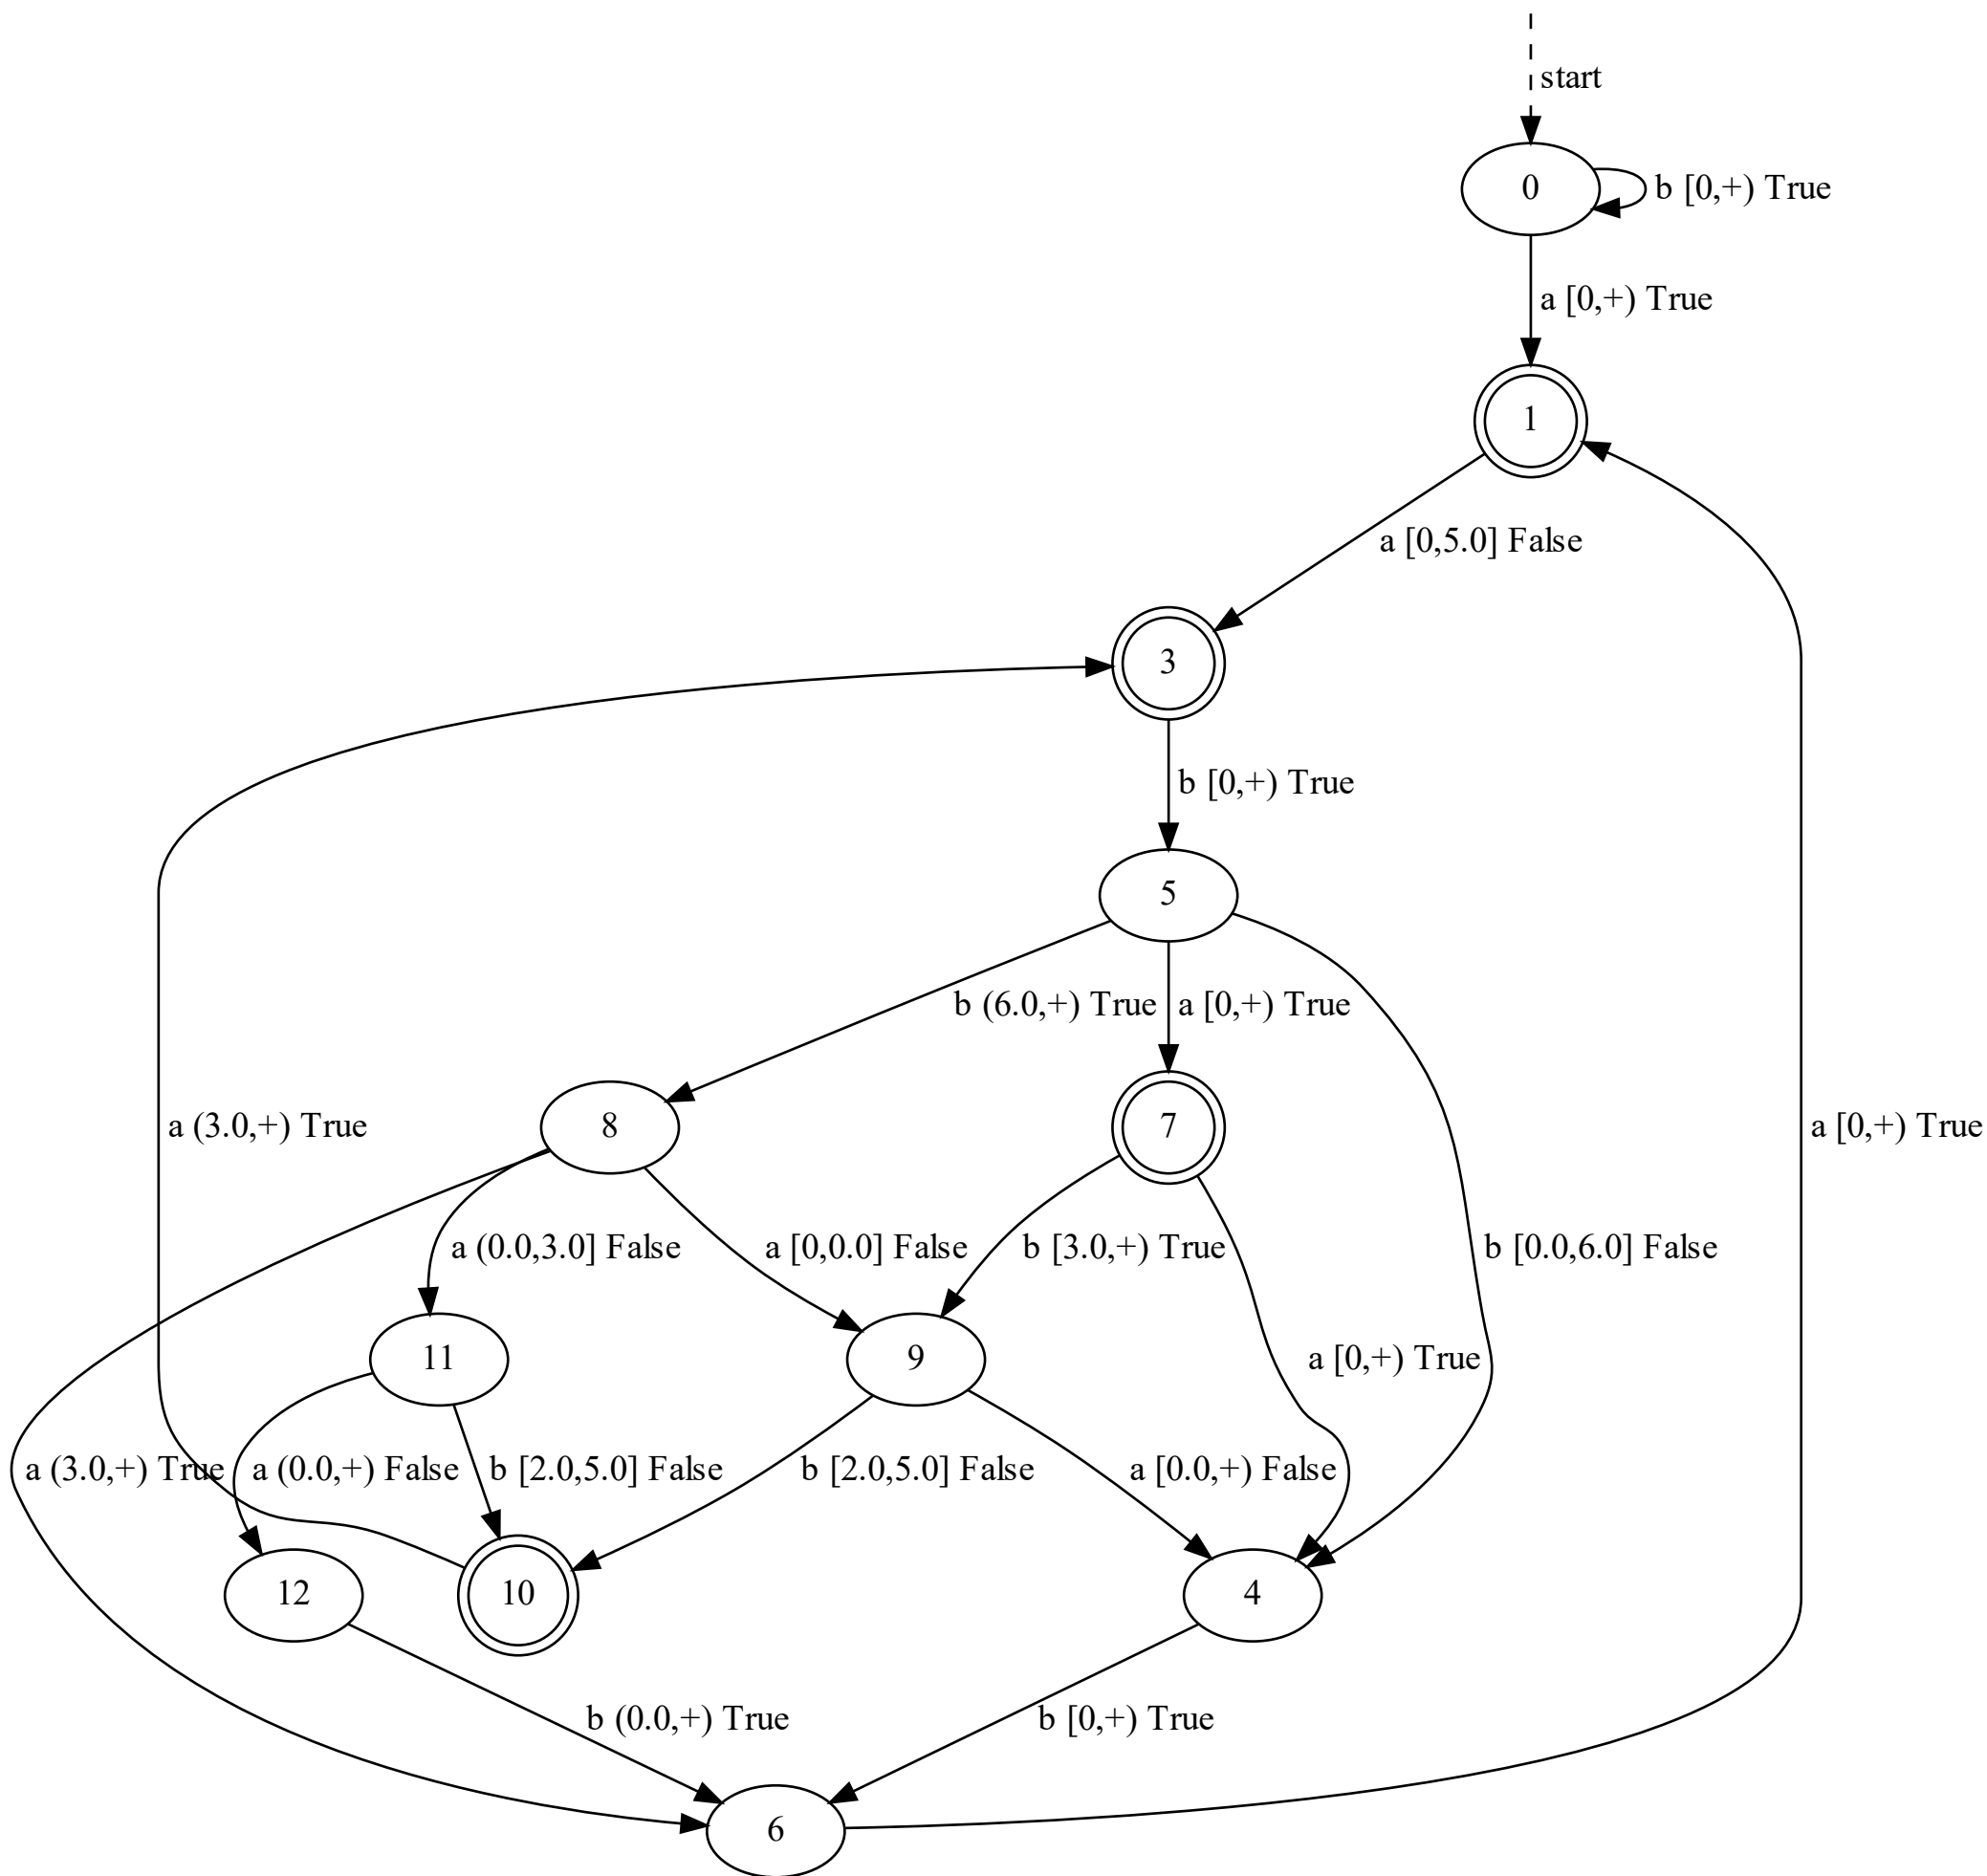 start
0
b [0,+) True
a [0,+) True
1
a [0,5.0] False
3
b [0,+) True
5
b (6.0,+) True
a [0,+) True
a (3.0,+) True
8
7
a [0,+) True
a (0.0,3.0] False
a [0,0.0] False
b [3.0,+) True
b [0.0,6.0] False
11
9
a [0,+) True
a (3.0,+) True
a (0.0,+) False
b [2.0,5.0] False
b [2.0,5.0] False
a [0.0,+) False
12
10
4
b (0.0,+) True
b [0,+) True
6